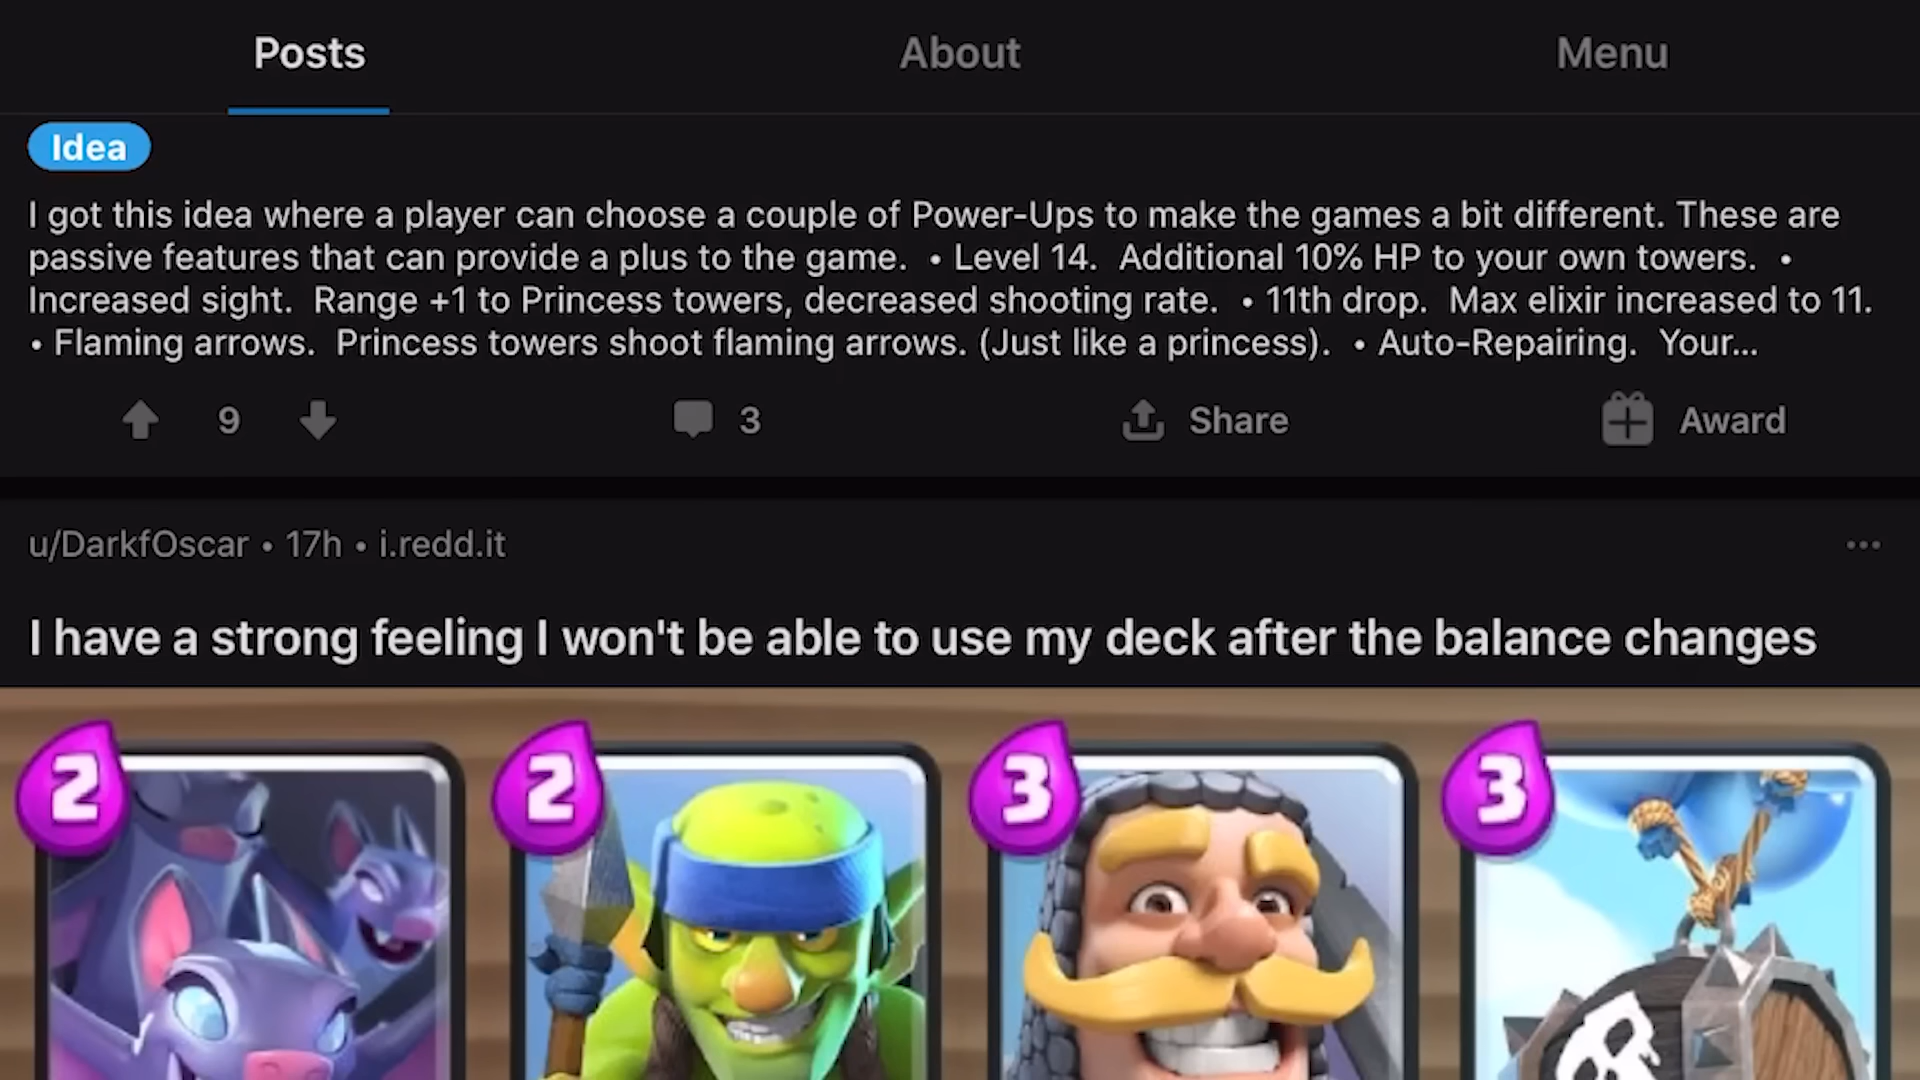 Posts
About
Menu
Idea
I got this idea where a player can choose a couple of Power-Ups to make the games a bit different. These are
passive features that can provide a plus to the game. • Level 14. Additional 10% HP to your own towers. •
Increased sight. Range +1 to Princess towers, decreased shooting rate. • 11th drop. Max elixir increased to 11.
• Flaming arrows. Princess towers shoot flaming arrows. (Just like a princess). • Auto-Repairing. Your...
9
3
Share
Award
u/DarkfOscar • 17h • i.redd.it
I have a strong feeling I won't be able to use my deck after the balance changes
2
2
3
3